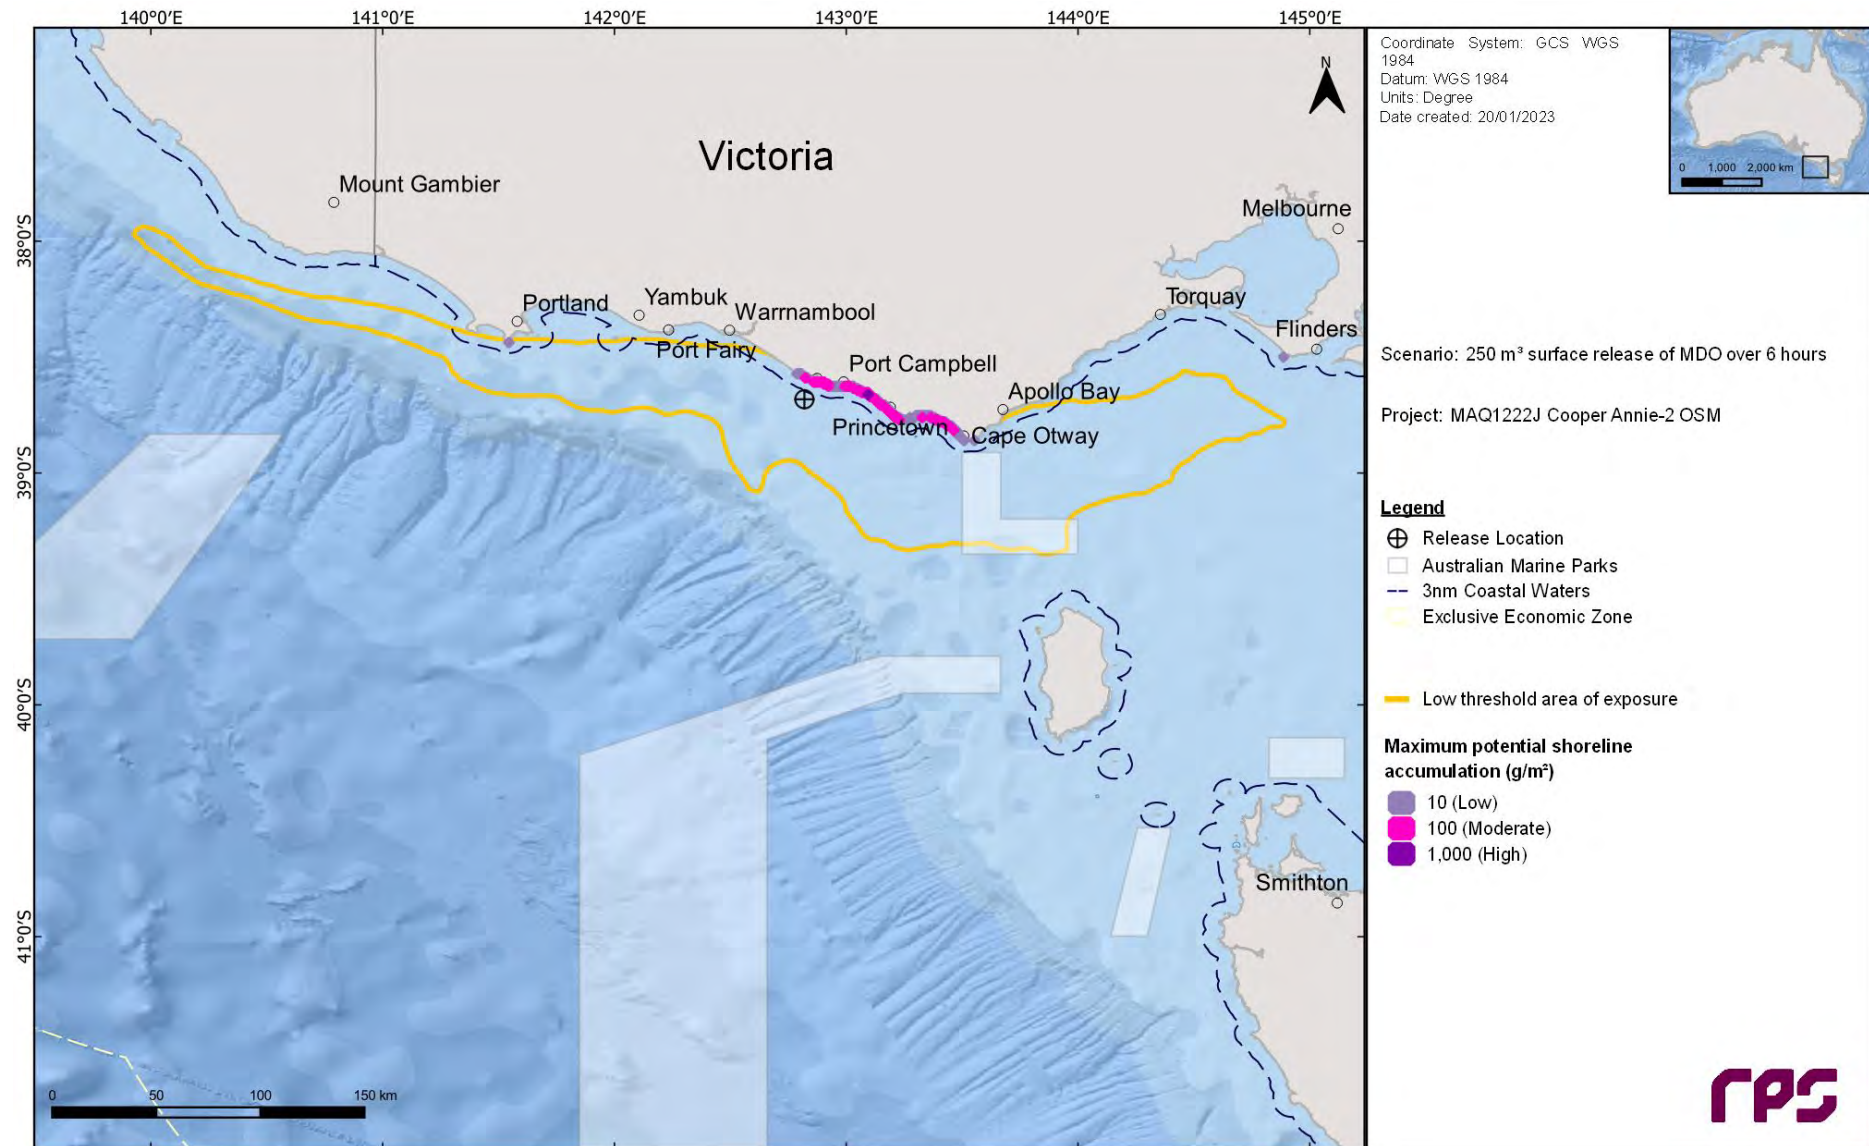 140°0'E 141°0'E 142°0'E 143°0'E 144°0'E 145°0'E
38°0'S
39°0'S
40°0'S
41°0'S
N
Victoria
Mount Gambier
Melbourne
Portland
Yambuk
Warrnambool
Torquay
Flinders
Port Fairy
Port Campbell
Apollo Bay
Princetown
Cape Otway
Smithton
0 50 100 150 km
Coordinate System: GCS WGS
1984
Datum: WGS 1984
Units: Degree
Date created: 20/01/2023
0 1,000 2,000 km
Scenario: 250 m³ surface release of MDO over 6 hours
Project: MAQ1222J Cooper Annie-2 OSM
Legend
Release Location
Australian Marine Parks
3nm Coastal Waters
Exclusive Economic Zone
Low threshold area of exposure
Maximum potential shoreline
accumulation (g/m²)
10 (Low)
100 (Moderate)
1,000 (High)
rps